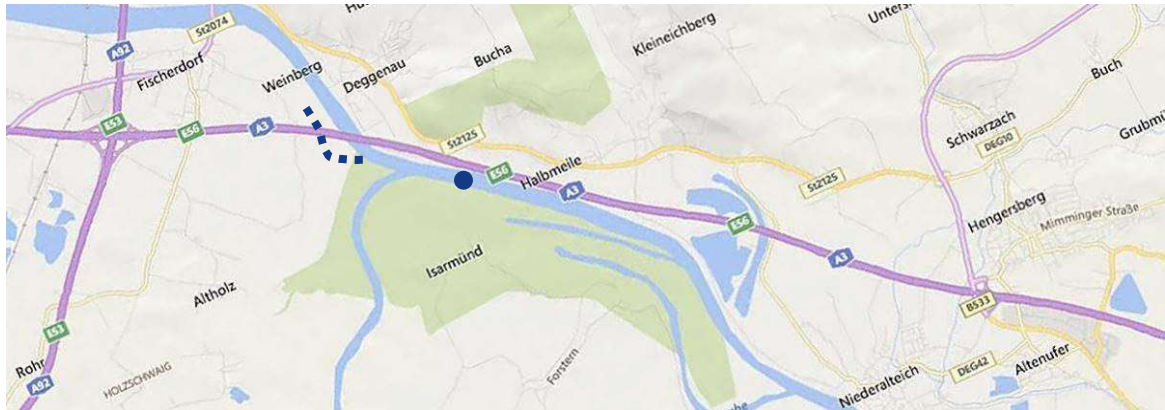 St2074
Bucha
Kleineichberg
A92
Fischerdorf
Weinberg
Deggenau
Buch
E53
E56
A3
St2125
Schwarzach
DEG10
E56
Halbmeile
A3
St2125
Hengersberg
Mimminger Straße
E56
Isarmünd
A3
Altholz
B533
E53
Rohr
A92
HOLZSCHWAIG
Forstern
Niederalteich
DEG42
Altenufer